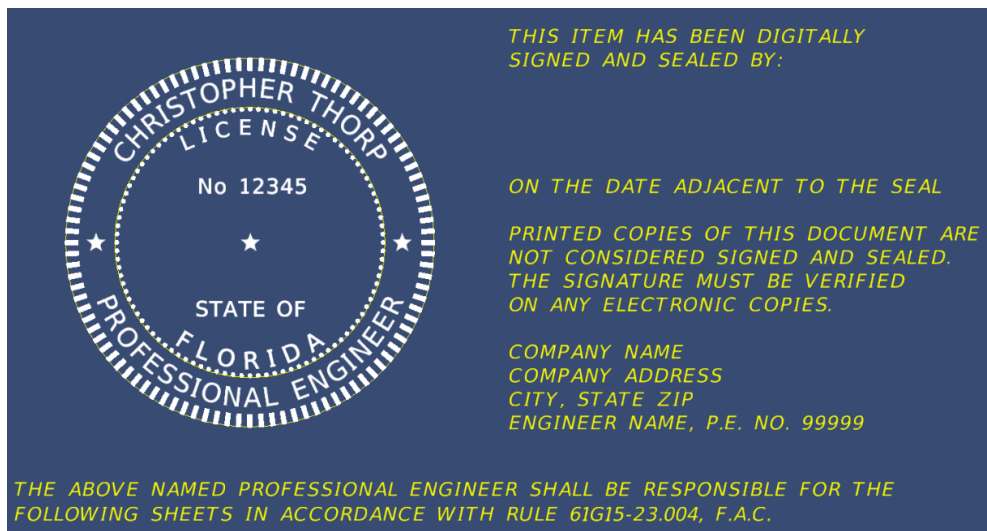 CHRISTOPHER THORP
LICENSE
No 12345
STATE OF
FLORIDA
PROFESSIONAL ENGINEER
THIS ITEM HAS BEEN DIGITALLY
SIGNED AND SEALED BY:
ON THE DATE ADJACENT TO THE SEAL
PRINTED COPIES OF THIS DOCUMENT ARE
NOT CONSIDERED SIGNED AND SEALED.
THE SIGNATURE MUST BE VERIFIED
ON ANY ELECTRONIC COPIES.
COMPANY NAME
COMPANY ADDRESS
CITY, STATE ZIP
ENGINEER NAME, P.E. NO. 99999
THE ABOVE NAMED PROFESSIONAL ENGINEER SHALL BE RESPONSIBLE FOR THE
FOLLOWING SHEETS IN ACCORDANCE WITH RULE 61G15-23.004, F.A.C.